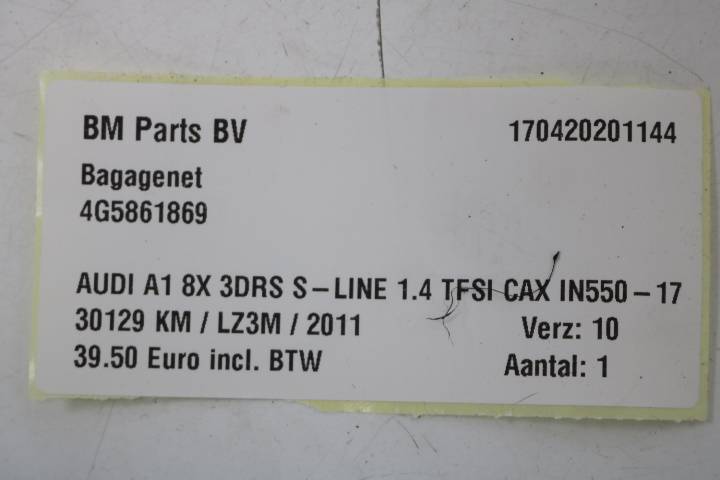 BM Parts BV 170420201144
Bagagenet
4G5861869
AUDI A1 8X 3DRS S-LINE 1.4 TFSI CAX IN550-17
30129 KM / LZ3M / 2011 Verz: 10
39.50 Euro incl. BTW Aantal: 1